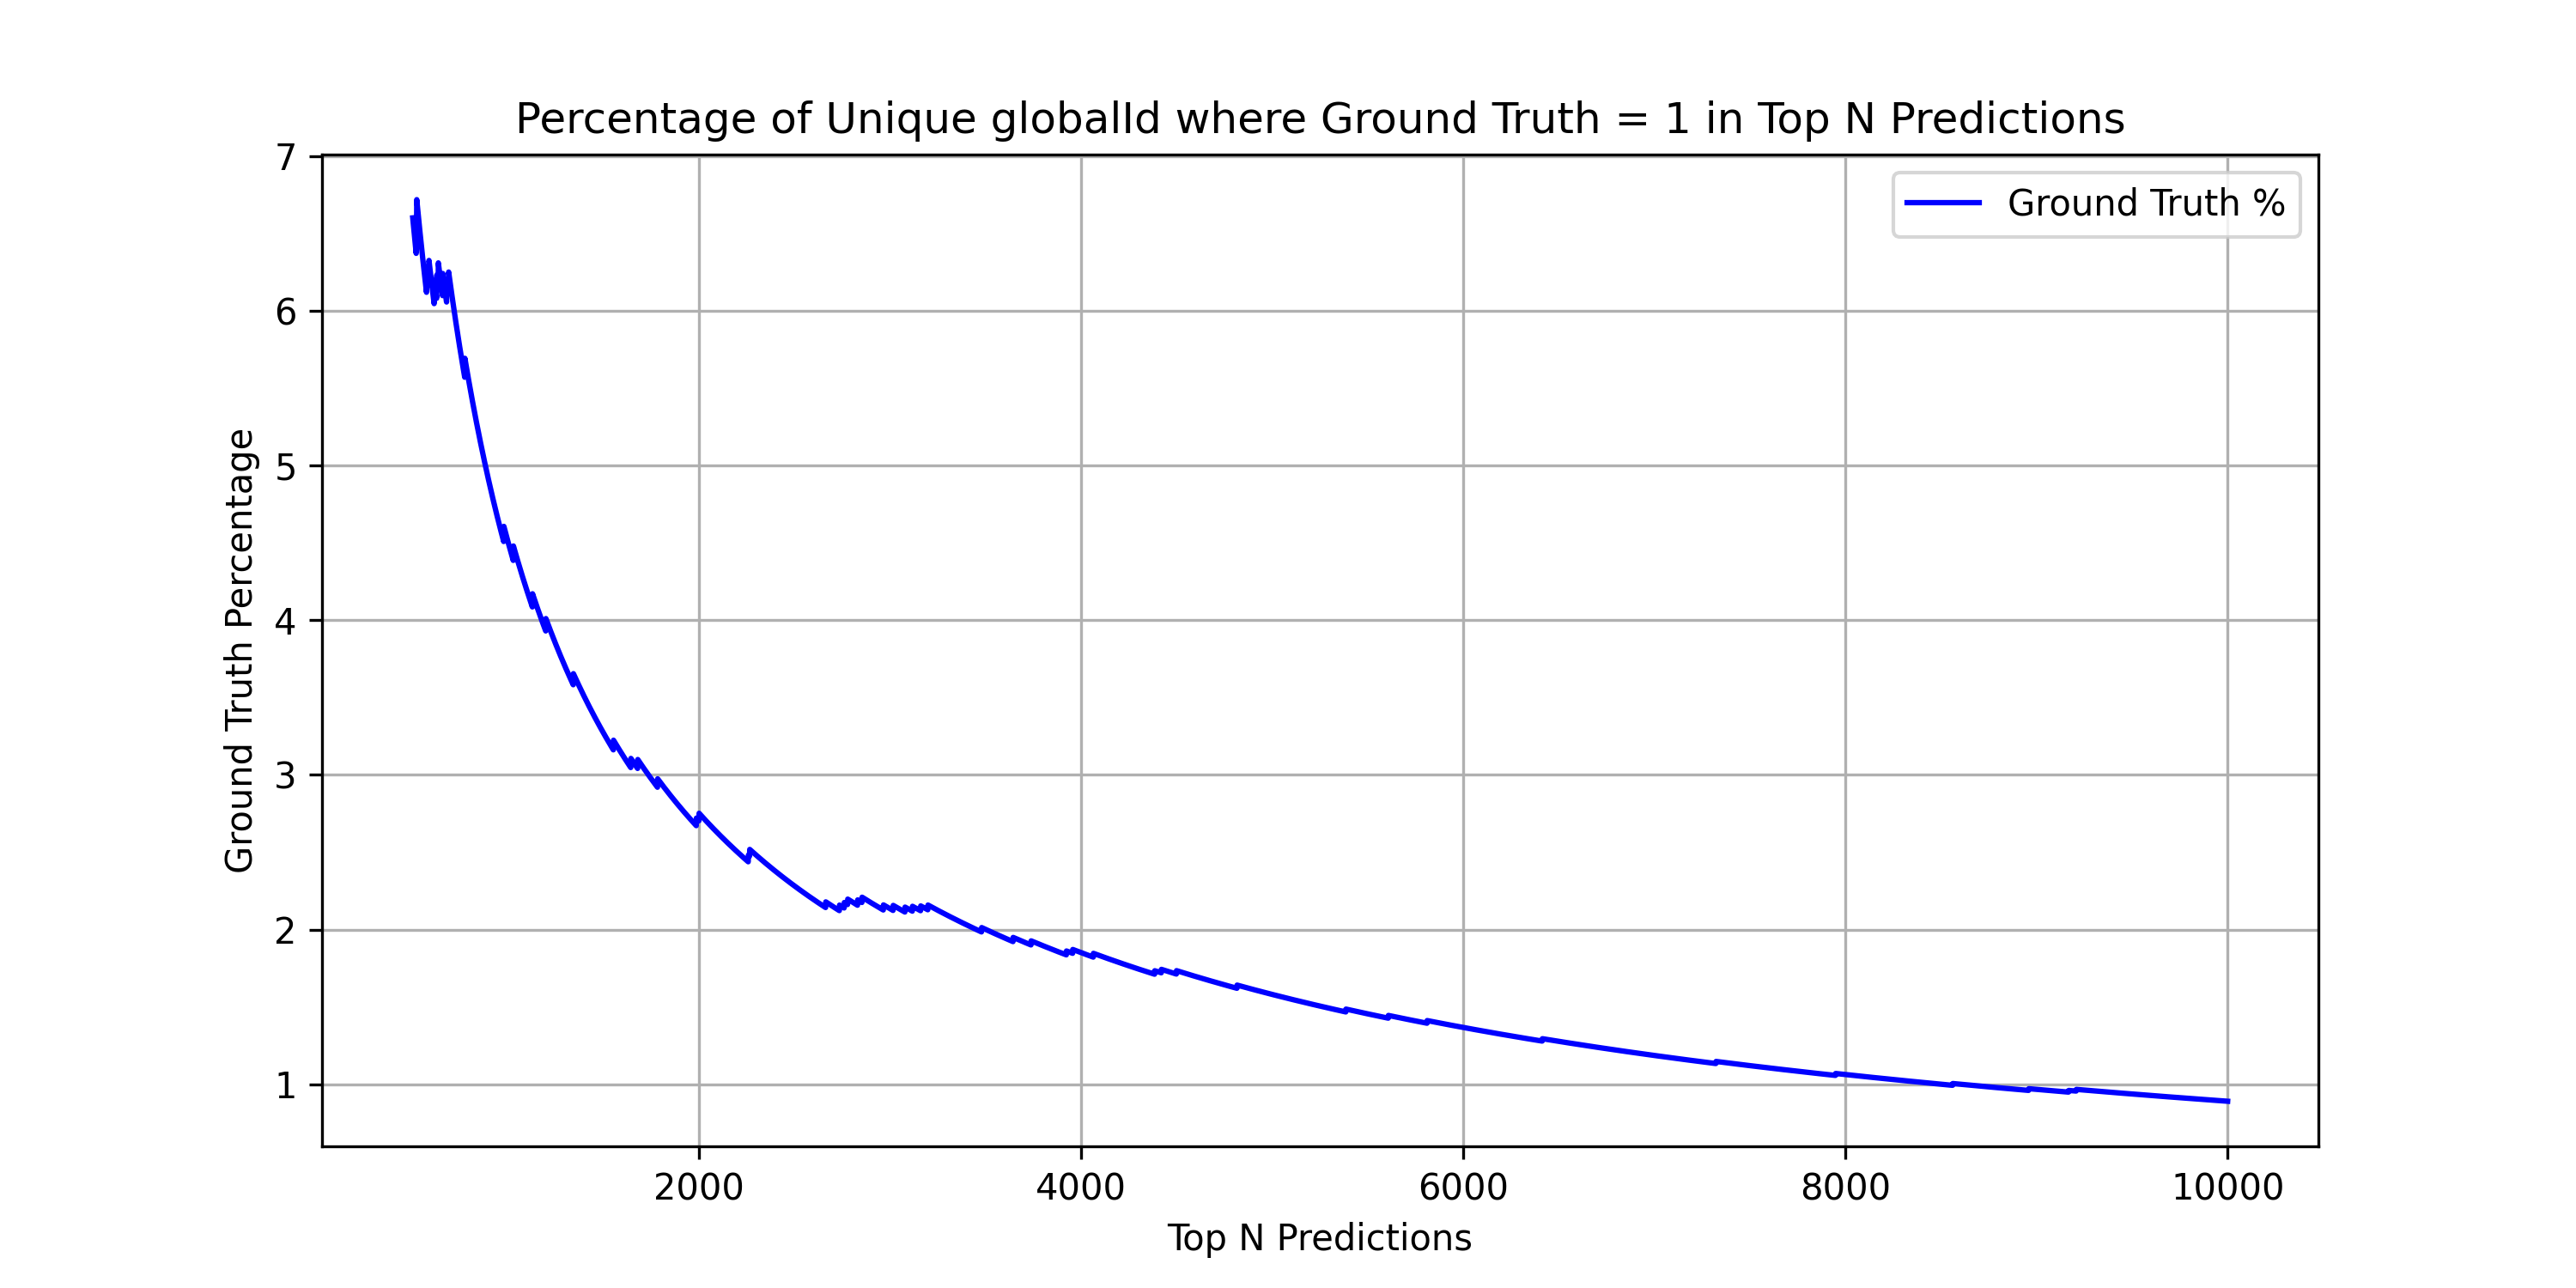 Percentage of Unique globalId where Ground Truth = 1 in Top N Predictions
Ground Truth %
Ground Truth Percentage
7
6
5
4
3
2
1
2000 4000 6000 8000 10000
Top N Predictions